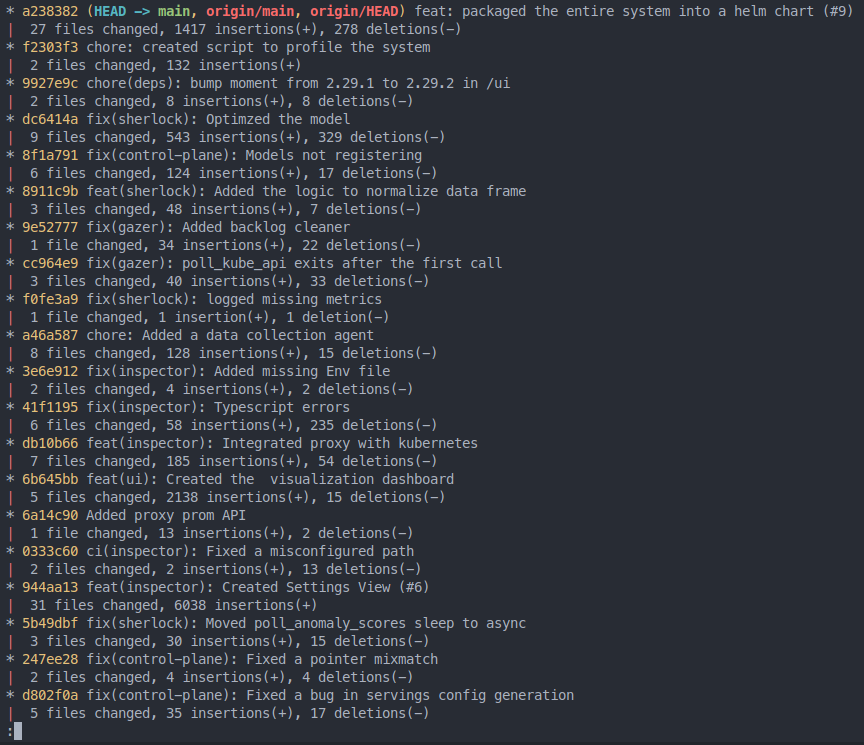 * a238382 (HEAD -> main, origin/main, origin/HEAD) feat: packaged the entire system into a helm chart (#9)
|  27 files changed, 1417 insertions(+), 278 deletions(-)
* f2303f3 chore: created script to profile the system
|  2 files changed, 132 insertions(+)
* 9927e9c chore(deps): bump moment from 2.29.1 to 2.29.2 in /ui
|  2 files changed, 8 insertions(+), 8 deletions(-)
* dc6414a fix(sherlock): Optimzed the model
|  9 files changed, 543 insertions(+), 329 deletions(-)
* 8f1a791 fix(control-plane): Models not registering
|  6 files changed, 124 insertions(+), 17 deletions(-)
* 8911c9b feat(sherlock): Added the logic to normalize data frame
|  3 files changed, 48 insertions(+), 7 deletions(-)
* 9e52777 fix(gazer): Added backlog cleaner
|  1 file changed, 34 insertions(+), 22 deletions(-)
* cc964e9 fix(gazer): poll_kube_api exits after the first call
|  3 files changed, 40 insertions(+), 33 deletions(-)
* f0fe3a9 fix(sherlock): logged missing metrics
|  1 file changed, 1 insertion(+), 1 deletion(-)
* a46a587 chore: Added a data collection agent
|  8 files changed, 128 insertions(+), 15 deletions(-)
* 3e6e912 fix(inspector): Added missing Env file
|  2 files changed, 4 insertions(+), 2 deletions(-)
* 41f1195 fix(inspector): Typescript errors
|  6 files changed, 58 insertions(+), 235 deletions(-)
* db10b66 feat(inspector): Integrated proxy with kubernetes
|  7 files changed, 185 insertions(+), 54 deletions(-)
* 6b645bb feat(ui): Created the  visualization dashboard
|  5 files changed, 2138 insertions(+), 15 deletions(-)
* 6a14c90 Added proxy prom API
|  1 file changed, 13 insertions(+), 2 deletions(-)
* 0333c60 ci(inspector): Fixed a misconfigured path
|  2 files changed, 2 insertions(+), 13 deletions(-)
* 944aa13 feat(inspector): Created Settings View (#6)
|  31 files changed, 6038 insertions(+)
* 5b49dbf fix(sherlock): Moved poll_anomaly_scores sleep to async
|  3 files changed, 30 insertions(+), 15 deletions(-)
* 247ee28 fix(control-plane): Fixed a pointer mixmatch
|  2 files changed, 4 insertions(+), 4 deletions(-)
* d802f0a fix(control-plane): Fixed a bug in servings config generation
|  5 files changed, 35 insertions(+), 17 deletions(-)
: